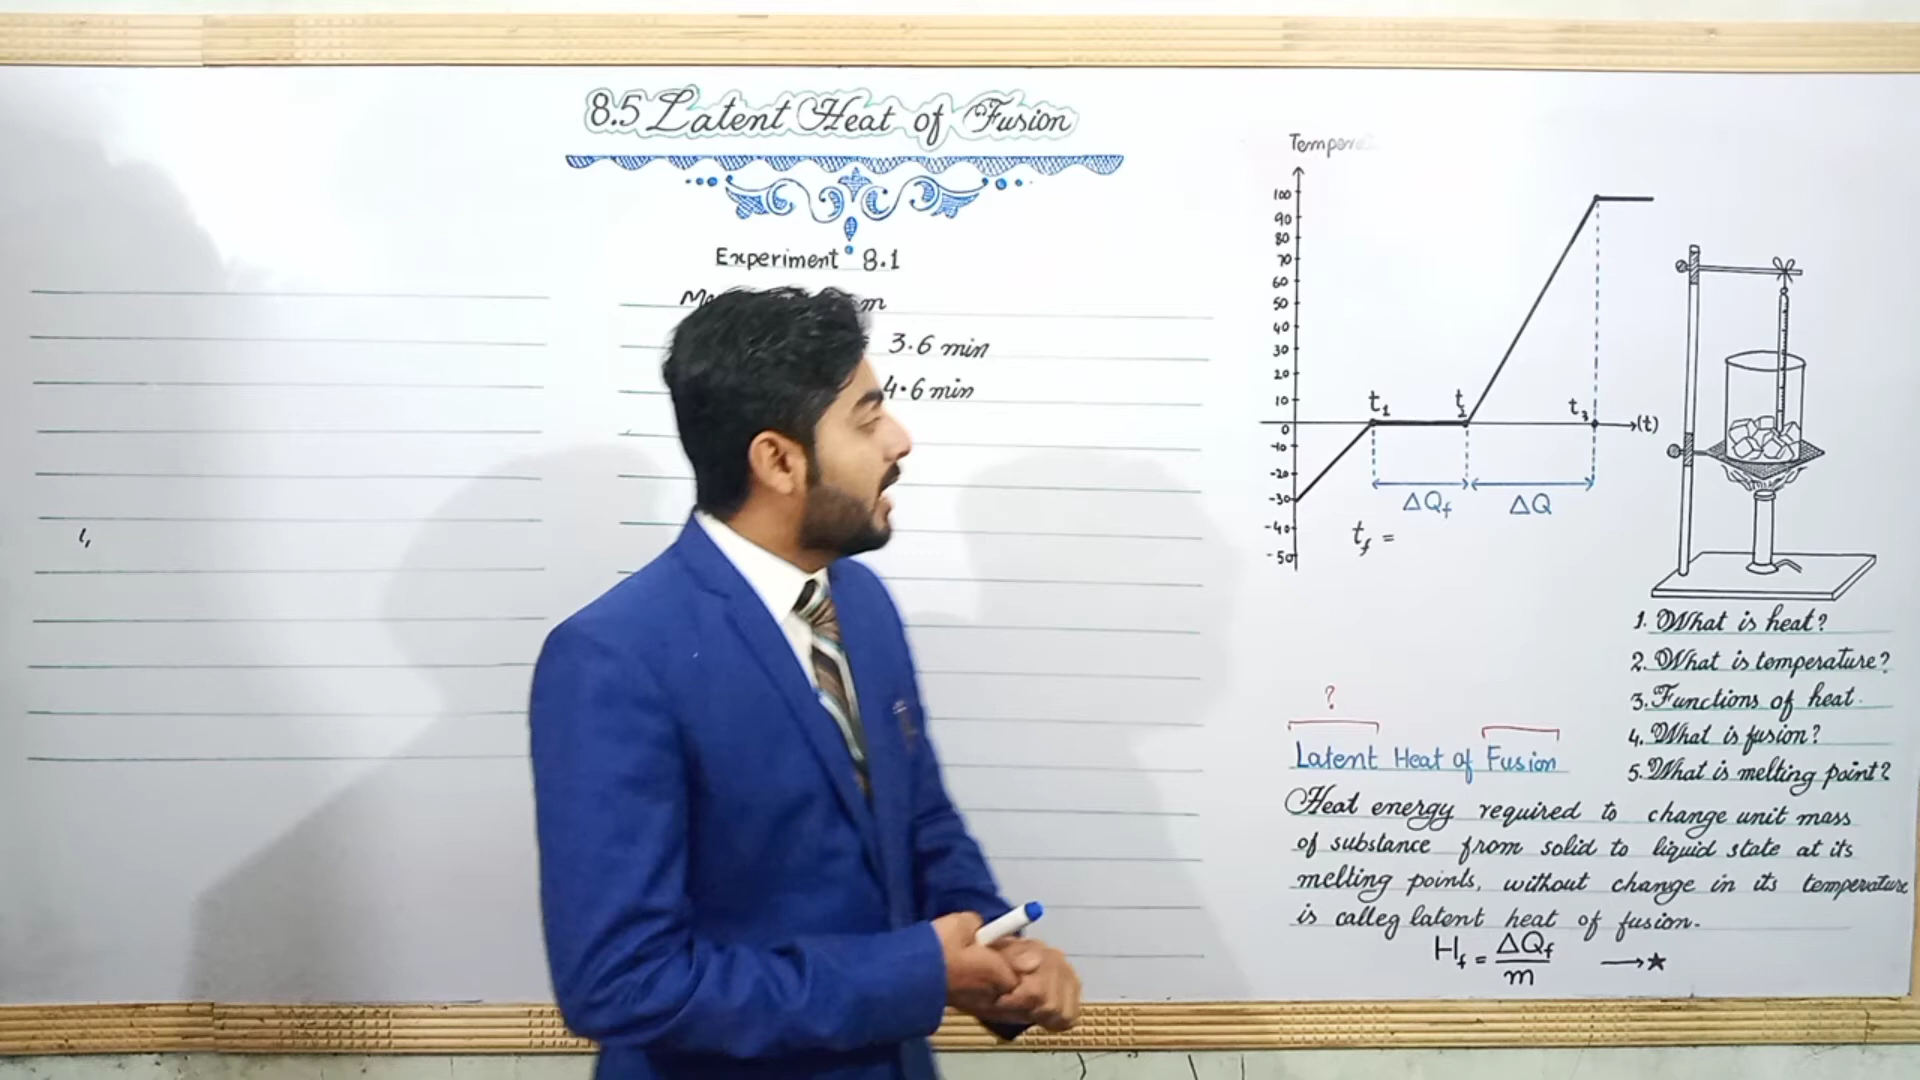 8.5 Latent Heat of Fusion
Experiment 8.1
m
3.6 min
4.6 min
100
90
80
70
60
50
40
30
20
10
0
-10
-20
-30
-40
-50
t₁
t₂
t₃
(t)
ΔQf
ΔQ
tf =
1. What is heat?
2. What is temperature?
3. Functions of heat.
4. What is fusion?
5. What is melting point?
?
Latent Heat of Fusion
Heat energy required to change unit mass
of substance from solid to liquid state at its
melting points, without change in its temperature
is calleg latent heat of fusion.
Hf = ΔQf / m → ★